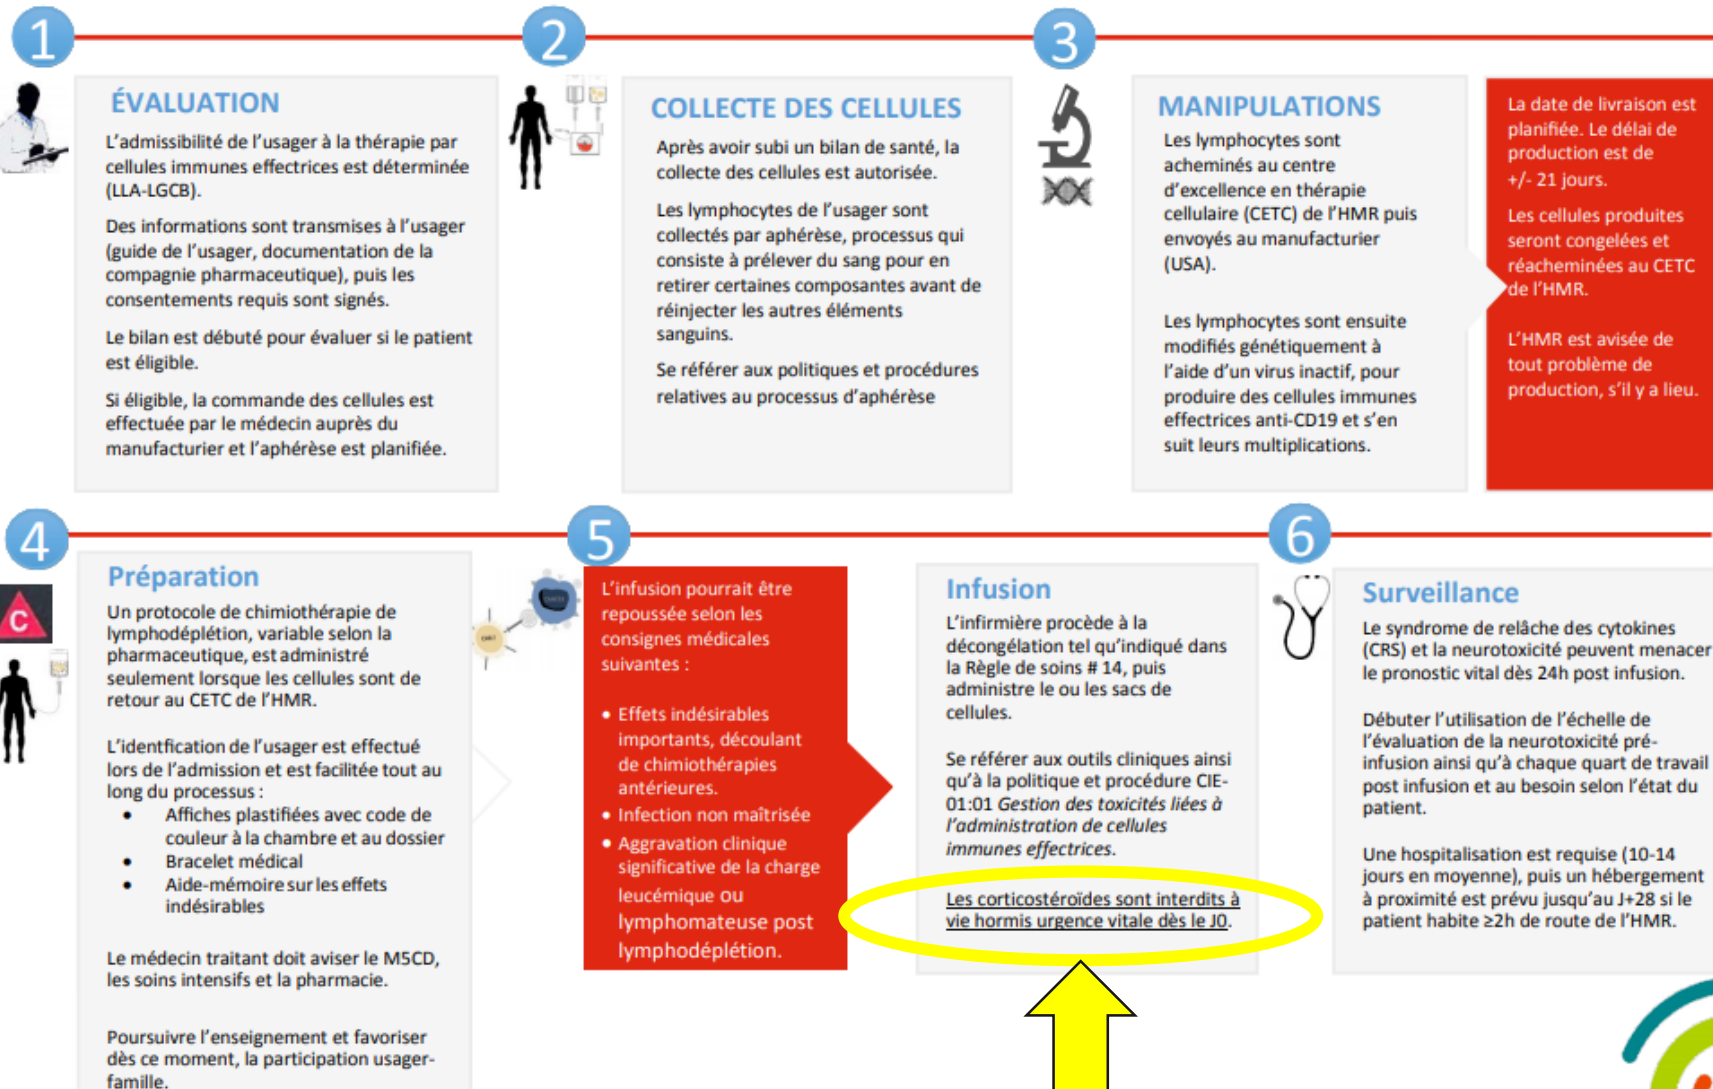 1
2
3
ÉVALUATION
L'admissibilité de l'usager à la thérapie par
cellules immunes effectrices est déterminée
(LLA-LGCB).
Des informations sont transmises à l'usager
(guide de l'usager, documentation de la
compagnie pharmaceutique), puis les
consentements requis sont signés.
Le bilan est débuté pour évaluer si le patient
est éligible.
Si éligible, la commande des cellules est
effectuée par le médecin auprès du
manufacturier et l'aphérèse est planifiée.
COLLECTE DES CELLULES
Après avoir subi un bilan de santé, la
collecte des cellules est autorisée.
Les lymphocytes de l'usager sont
collectés par aphérèse, processus qui
consiste à prélever du sang pour en
retirer certaines composantes avant de
réinjecter les autres éléments
sanguins.
Se référer aux politiques et procédures
relatives au processus d'aphérèse
MANIPULATIONS
Les lymphocytes sont
acheminés au centre
d'excellence en thérapie
cellulaire (CETC) de l'HMR puis
envoyés au manufacturier
(USA).
Les lymphocytes sont ensuite
modifiés génétiquement à
l'aide d'un virus inactif, pour
produire des cellules immunes
effectrices anti-CD19 et s'en
suit leurs multiplications.
La date de livraison est
planifiée. Le délai de
production est de
+/- 21 jours.
Les cellules produites
seront congelées et
réacheminées au CETC
de l'HMR.
L'HMR est avisée de
tout problème de
production, s'il y a lieu.
4
5
6
C
Préparation
Un protocole de chimiothérapie de
lymphodéplétion, variable selon la
pharmaceutique, est administré
seulement lorsque les cellules sont de
retour au CETC de l'HMR.
L'identfication de l'usager est effectué
lors de l'admission et est facilitée tout au
long du processus :
• Affiches plastifiées avec code de
couleur à la chambre et au dossier
• Bracelet médical
• Aide-mémoire sur les effets
indésirables
Le médecin traitant doit aviser le M5CD,
les soins intensifs et la pharmacie.
Poursuivre l'enseignement et favoriser
dès ce moment, la participation usager-
famille.
L'infusion pourrait être
repoussée selon les
consignes médicales
suivantes :
• Effets indésirables
importants, découlant
de chimiothérapies
antérieures.
• Infection non maîtrisée
• Aggravation clinique
significative de la charge
leucémique ou
lymphomateuse post
lymphodéplétion.
Infusion
L'infirmière procède à la
décongélation tel qu'indiqué dans
la Règle de soins # 14, puis
administre le ou les sacs de
cellules.
Se référer aux outils cliniques ainsi
qu'à la politique et procédure CIE-
01:01 Gestion des toxicités liées à
l'administration de cellules
immunes effectrices.
Les corticostéroïdes sont interdits à
vie hormis urgence vitale dès le J0.
Surveillance
Le syndrome de relâche des cytokines
(CRS) et la neurotoxicité peuvent menacer
le pronostic vital dès 24h post infusion.
Débuter l'utilisation de l'échelle de
l'évaluation de la neurotoxicité pré-
infusion ainsi qu'à chaque quart de travail
post infusion et au besoin selon l'état du
patient.
Une hospitalisation est requise (10-14
jours en moyenne), puis un hébergement
à proximité est prévu jusqu'au J+28 si le
patient habite ≥2h de route de l'HMR.